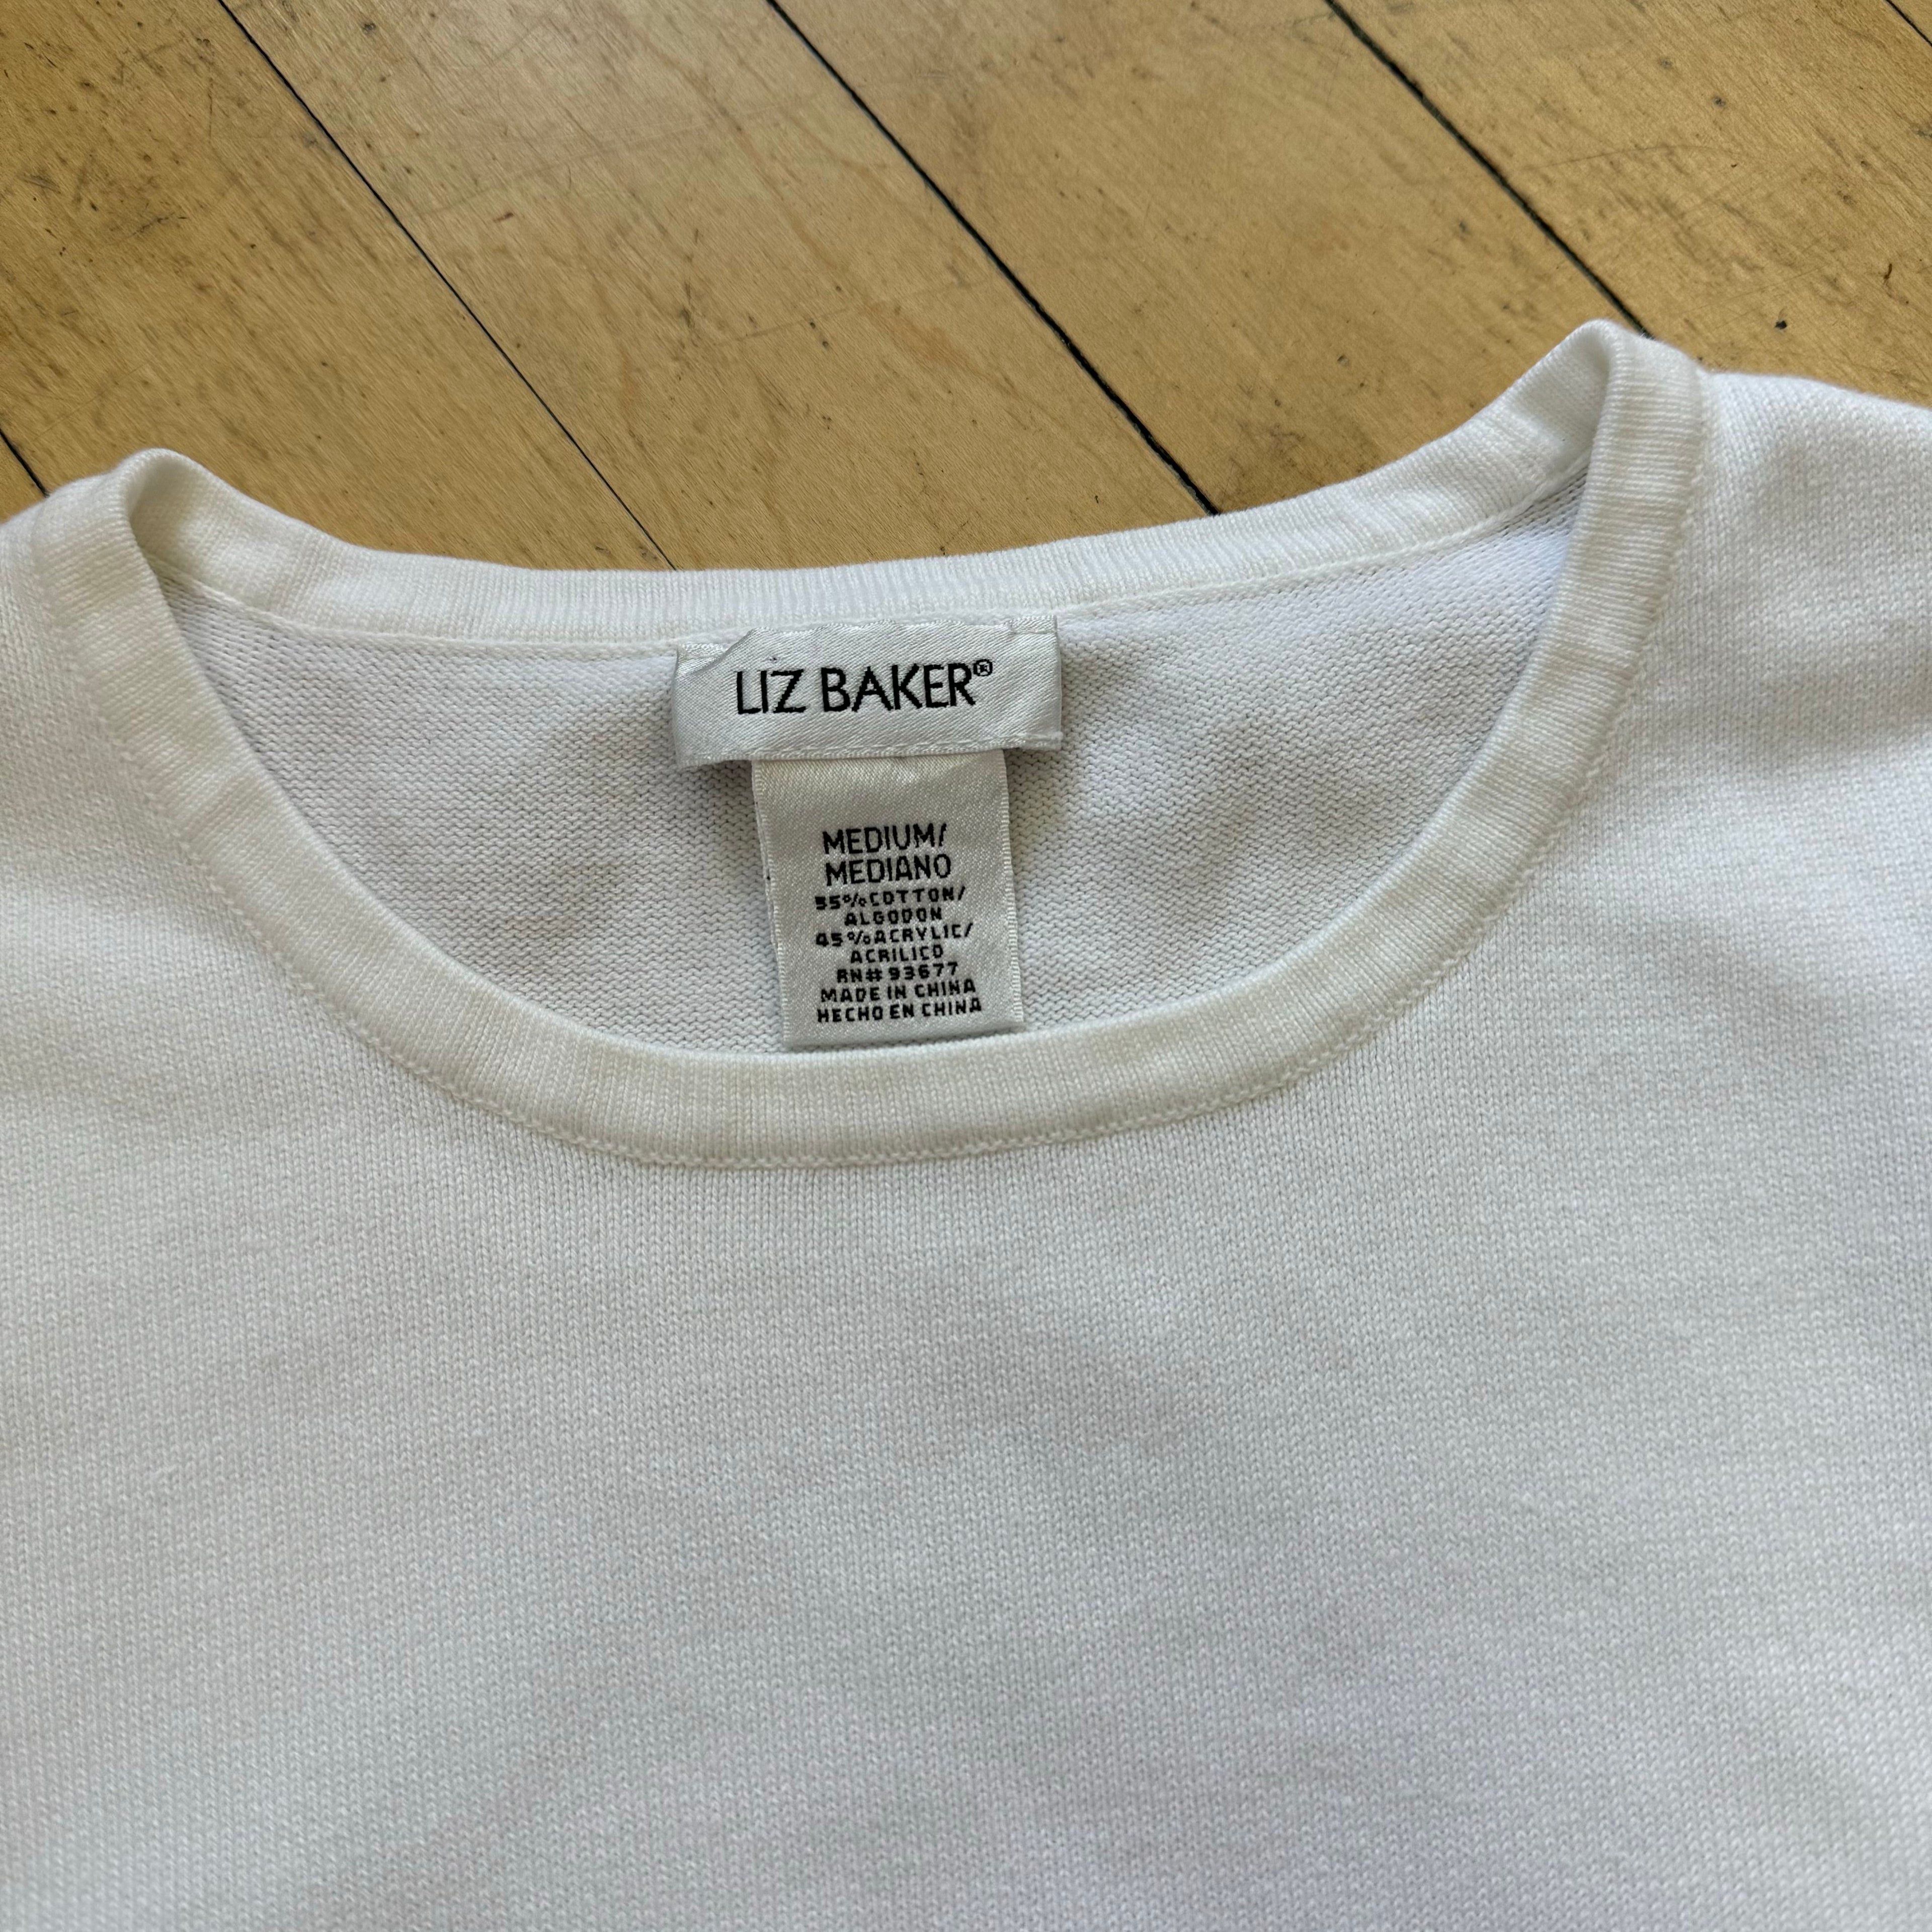 LIZ BAKER®
MEDIUM/
MEDIANO
55%COTTON/
ALGODON
45%ACRYLIC/
ACRILICO
RN#93677
MADE IN CHINA
HECHO EN CHINA